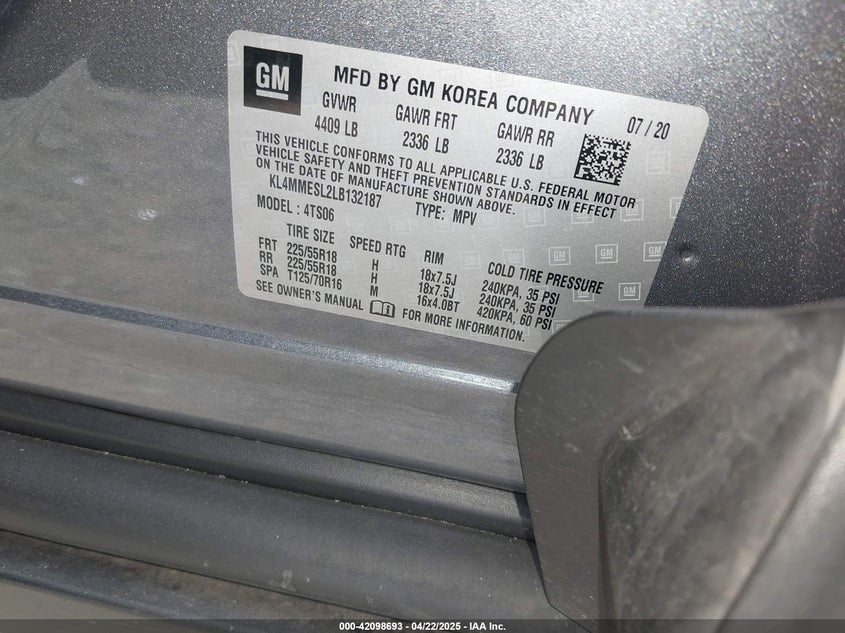 GM
MFD BY GM KOREA COMPANY 07 / 20
GVWR GAWR FRT GAWR RR
4409 LB 2336 LB 2336 LB
THIS VEHICLE CONFORMS TO ALL APPLICABLE U.S. FEDERAL MOTOR
VEHICLE SAFETY AND THEFT PREVENTION STANDARDS IN EFFECT
ON THE DATE OF MANUFACTURE SHOWN ABOVE.
KL4MMESL2LB132187 TYPE: MPV
MODEL : 4TS06
TIRE SIZE SPEED RTG RIM COLD TIRE PRESSURE
FRT 225/55R18 H 18x7.5J 240KPA, 35 PSI
RR 225/55R18 H 18x7.5J 240KPA, 35 PSI
SPA T125/70R16 M 16x4.0BT 420KPA, 60 PSI
SEE OWNER'S MANUAL FOR MORE INFORMATION.
000-42098693 - 04/22/2025 - IAA Inc.